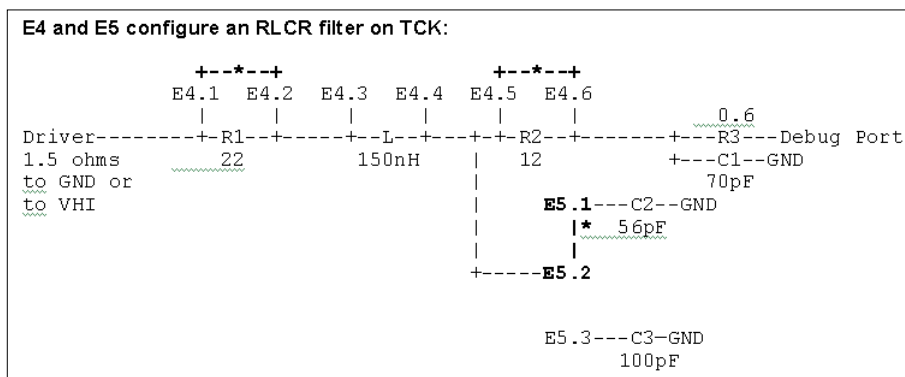 E4 and E5 configure an RLCR filter on TCK:
+--*--+ +--*--+
E4.1 E4.2 E4.3 E4.4 E4.5 E4.6
| | | | | | 0.6
Driver--------+-R1--+-----+--L--+---+-+-R2--+-------+---R3---Debug Port
1.5 ohms 22 150nH | 12 +---C1--GND
to GND or | 70pF
to VHI | E5.1---C2--GND
| |* 56pF
| |
+-----E5.2
E5.3---C3—GND
100pF